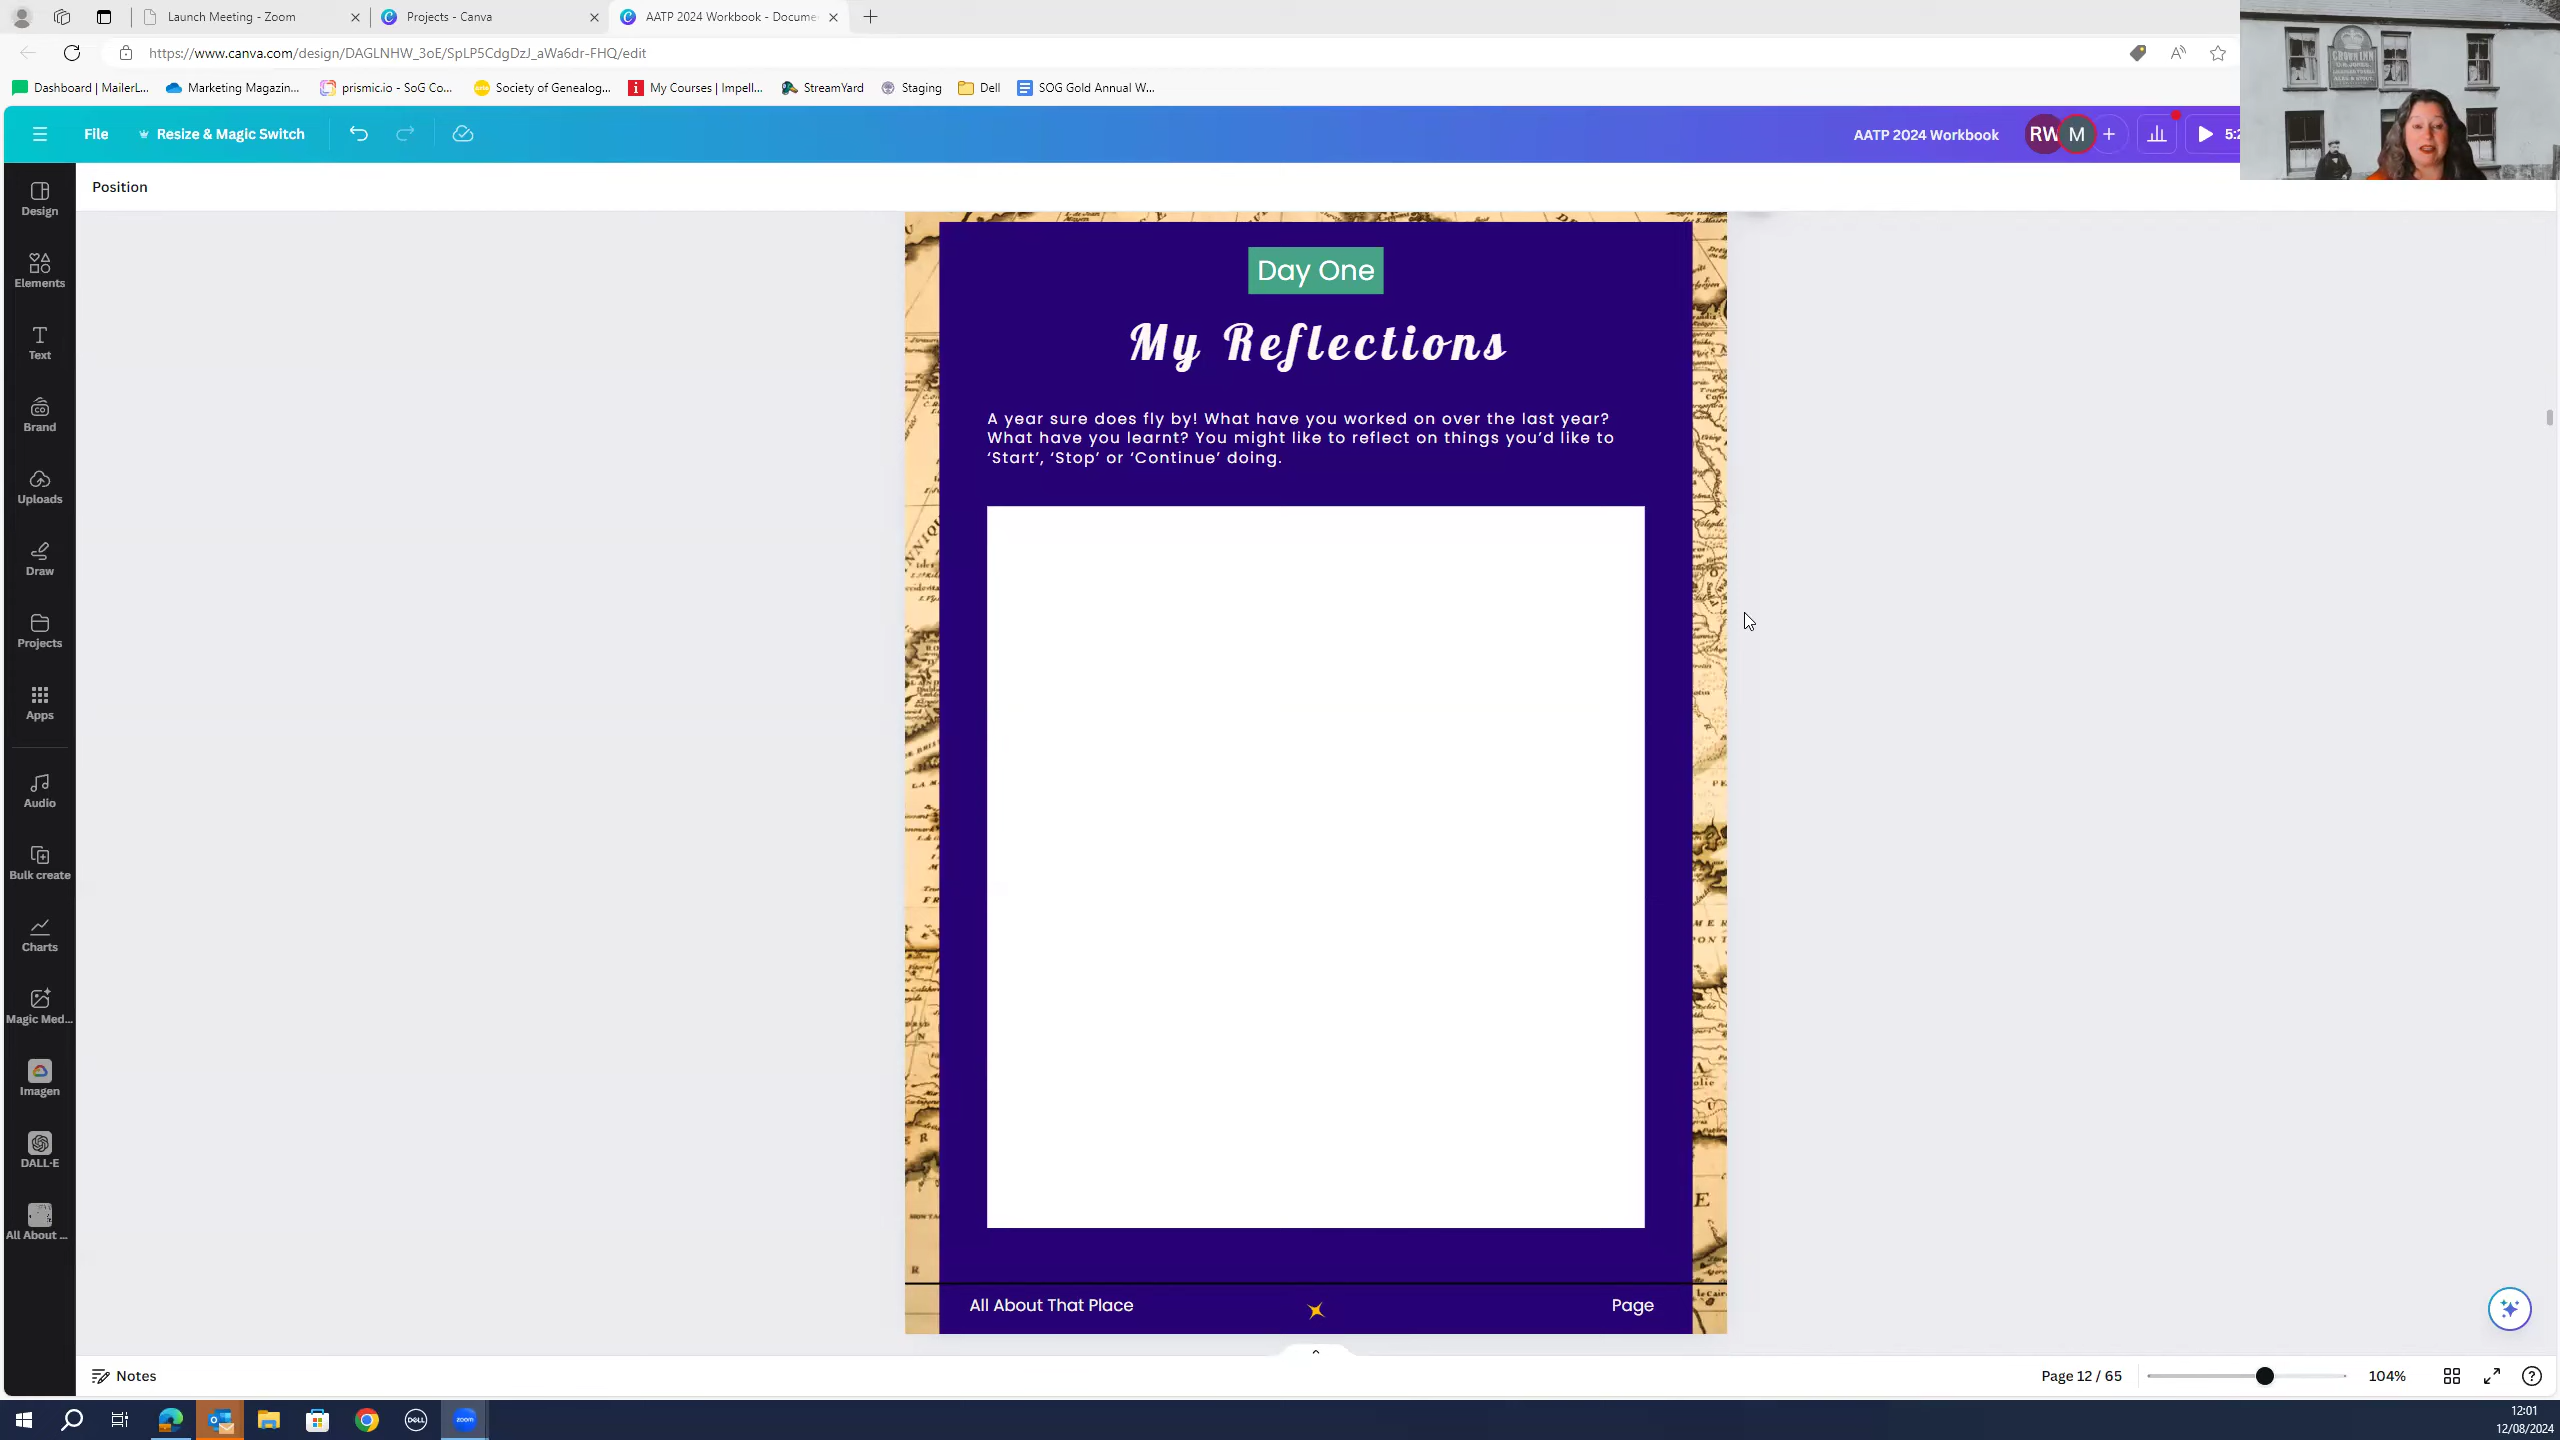 Launch Meeting - Zoom
Projects - Canva
AATP 2024 Workbook - Docume
https://www.canva.com/design/DAGLNHW_3oE/SpLP5CdgDzJ_aWa6dr-FHQ/edit
Dashboard | MailerL...
Marketing Magazin...
prismic.io - SoG Co...
Society of Genealog...
My Courses | Impell...
StreamYard
Staging
Dell
SOG Gold Annual W...
File
Resize & Magic Switch
AATP 2024 Workbook
RW
M
5:2
CROWN INN
Position
Design
Elements
Text
Brand
Uploads
Draw
Projects
Apps
Audio
Bulk create
Charts
Magic Med...
Imagen
DALL·E
All About ...
Day One
My Reflections
A year sure does fly by! What have you worked on over the last year?
What have you learnt? You might like to reflect on things you’d like to
‘Start’, ‘Stop’ or ‘Continue’ doing.
All About That Place
Page
Notes
Page 12 / 65
104%
DELL
zoom
12:01
12/08/2024